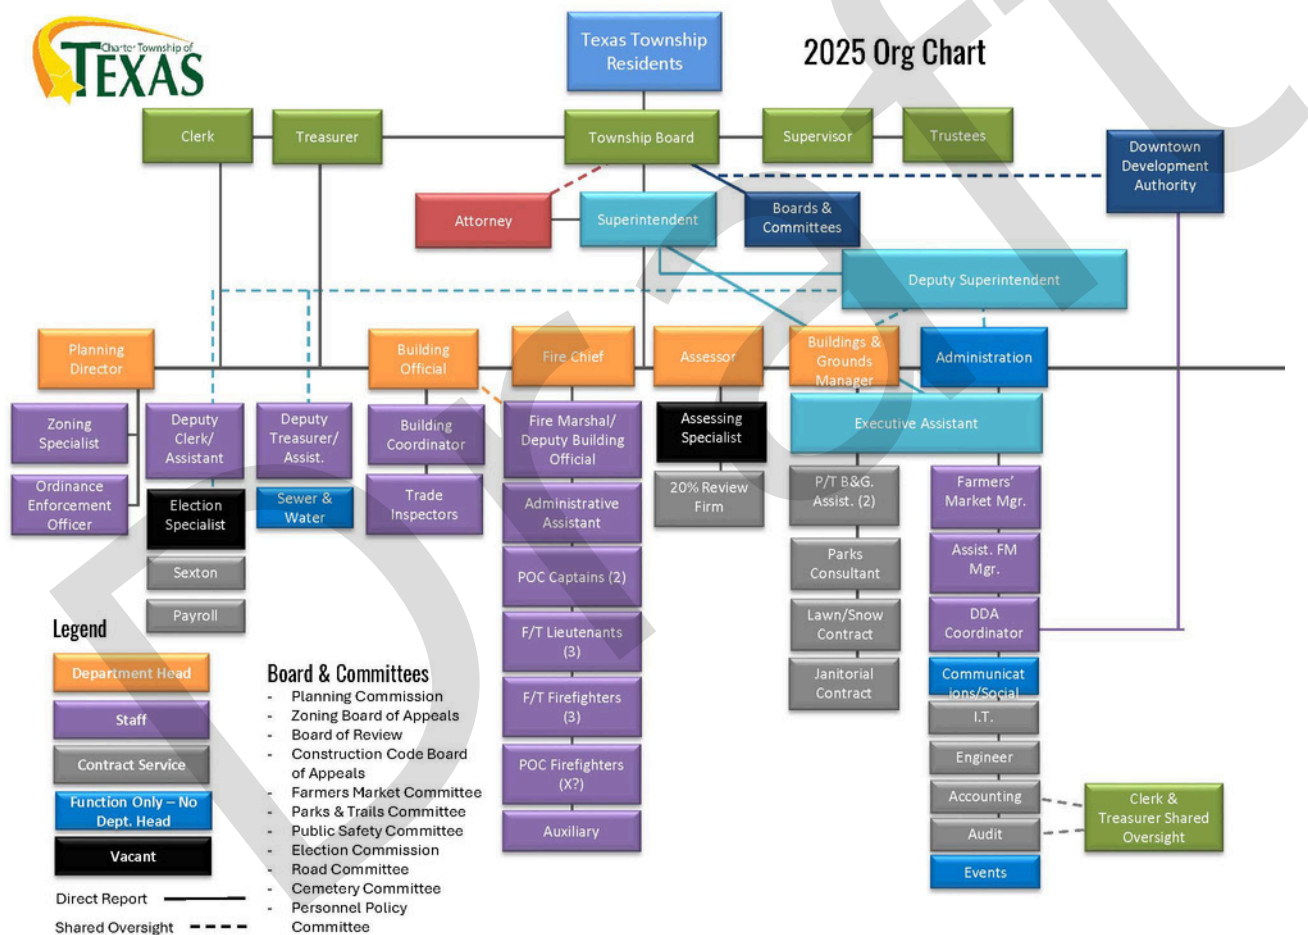 Charter Township of
TEXAS
Texas Township
Residents
2025 Org Chart
Clerk
Treasurer
Township Board
Supervisor
Trustees
Downtown
Development
Authority
Attorney
Superintendent
Boards &
Committees
Deputy Superintendent
Planning
Director
Building
Official
Fire Chief
Assessor
Buildings &
Grounds
Manager
Administration
Zoning
Specialist
Ordinance
Enforcement
Officer
Deputy
Clerk/
Assistant
Election
Specialist
Sexton
Payroll
Deputy
Treasurer/
Assist.
Sewer &
Water
Building
Coordinator
Trade
Inspectors
Fire Marshal/
Deputy Building
Official
Administrative
Assistant
POC Captains (2)
F/T Lieutenants
(3)
F/T Firefighters
(3)
POC Firefighters
(X?)
Auxiliary
Assessing
Specialist
20% Review
Firm
Executive Assistant
P/T B&G.
Assist. (2)
Parks
Consultant
Lawn/Snow
Contract
Janitorial
Contract
Farmers'
Market Mgr.
Assist. FM
Mgr.
DDA
Coordinator
Communicat
ions/Social
I.T.
Engineer
Accounting
Audit
Events
Clerk &
Treasurer Shared
Oversight
Legend
Department Head
Staff
Contract Service
Function Only – No
Dept. Head
Vacant
Direct Report
Shared Oversight
Board & Committees
- Planning Commission
- Zoning Board of Appeals
- Board of Review
- Construction Code Board
of Appeals
- Farmers Market Committee
- Parks & Trails Committee
- Public Safety Committee
- Election Commission
- Road Committee
- Cemetery Committee
- Personnel Policy
Committee
Draft